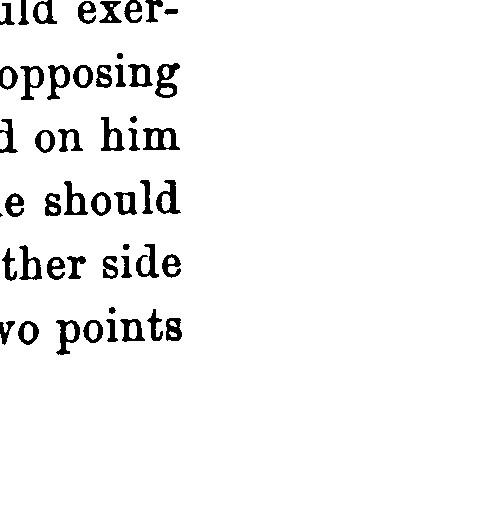 uld exer-
opposing
d on him
e should
ther side
vo points